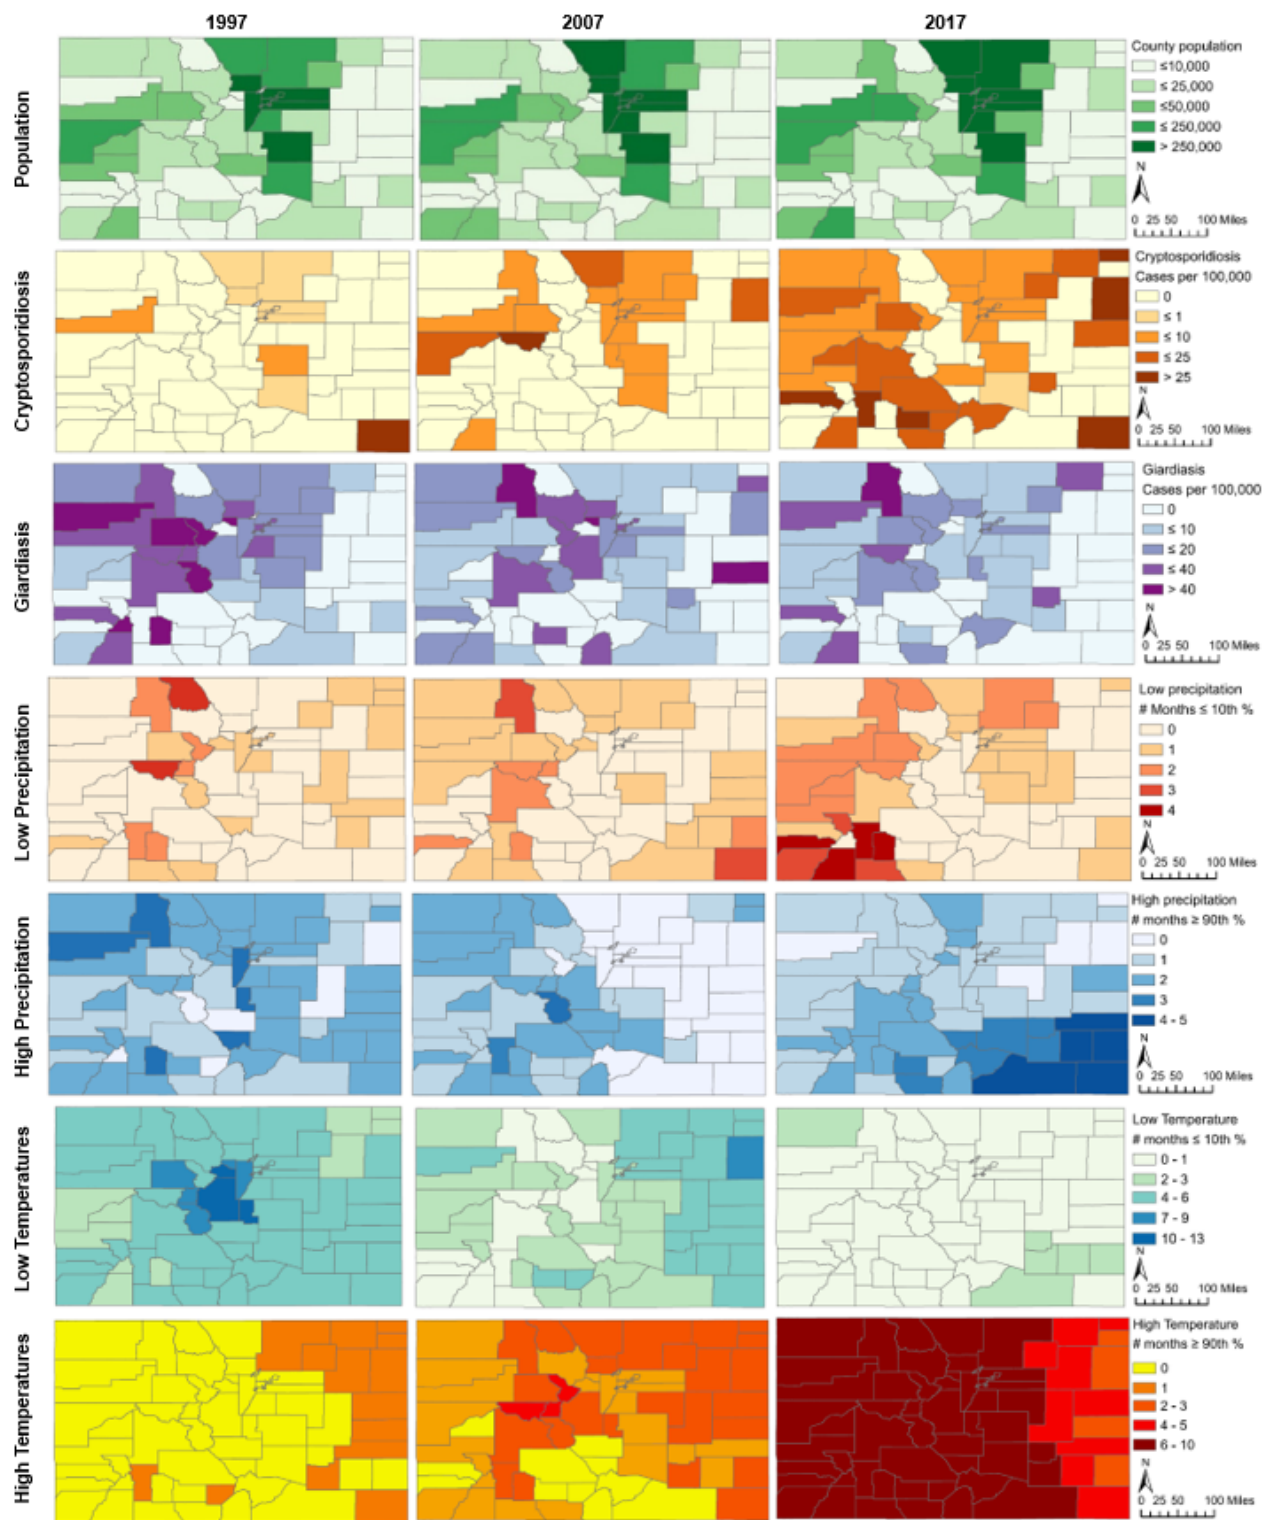 1997 2007 2017
Population
County population
≤10,000
≤ 25,000
≤50,000
≤ 250,000
> 250,000
N
0 25 50 100 Miles
Cryptosporidiosis
Cryptosporidiosis
Cases per 100,000
0
≤ 1
≤ 10
≤ 25
> 25
N
0 25 50 100 Miles
Giardiasis
Giardiasis
Cases per 100,000
0
≤ 10
≤ 20
≤ 40
> 40
N
0 25 50 100 Miles
Low Precipitation
Low precipitation
# Months ≤ 10th %
0
1
2
3
4
N
0 25 50 100 Miles
High Precipitation
High precipitation
# months ≥ 90th %
0
1
2
3
4 - 5
N
0 25 50 100 Miles
Low Temperatures
Low Temperature
# months ≤ 10th %
0 - 1
2 - 3
4 - 6
7 - 9
10 - 13
N
0 25 50 100 Miles
High Temperatures
High Temperature
# months ≥ 90th %
0
1
2 - 3
4 - 5
6 - 10
N
0 25 50 100 Miles